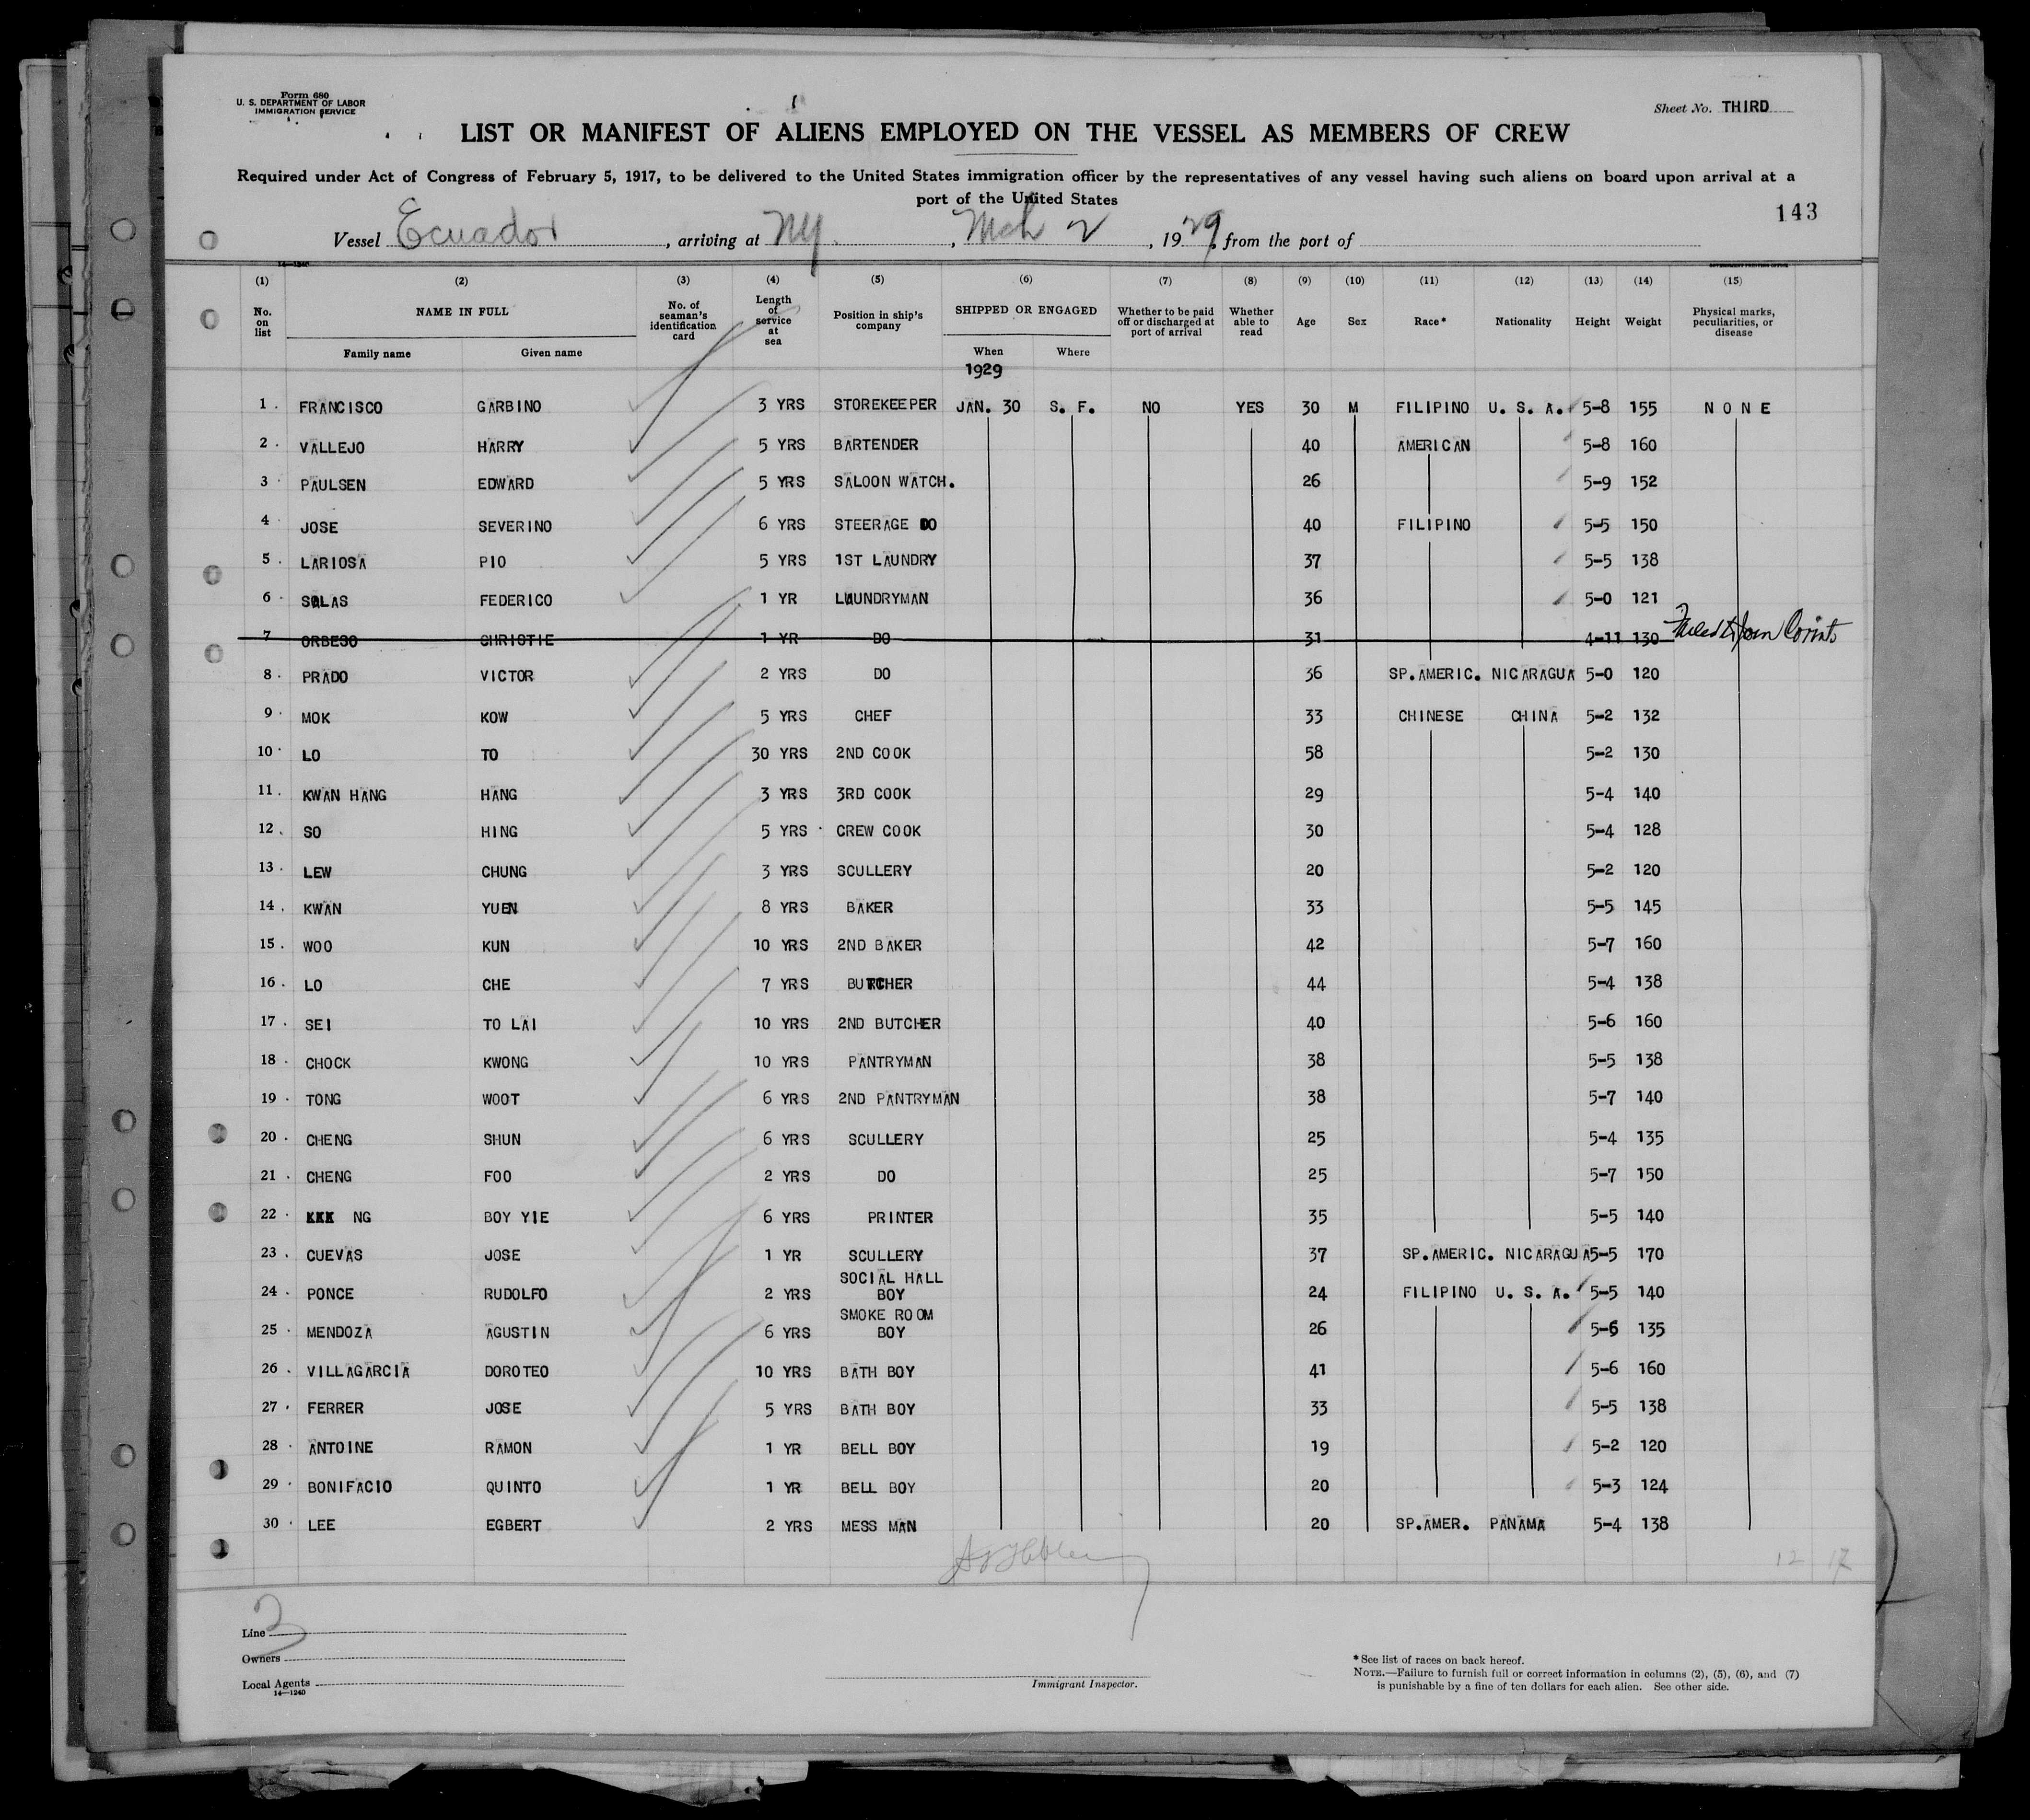 Form 680
U. S. DEPARTMENT OF LABOR
IMMIGRATION SERVICE
Sheet No. THIRD
LIST OR MANIFEST OF ALIENS EMPLOYED ON THE VESSEL AS MEMBERS OF CREW
Required under Act of Congress of February 5, 1917, to be delivered to the United States immigration officer by the representatives of any vessel having such aliens on board upon arrival at a
port of the United States
143
Vessel Ecuador, arriving at NY., Mch 2, 1929, from the port of
14—1240
(1) (2) (3) (4) (5) (6) (7) (8) (9) (10) (11) (12) (13) (14) (15)
No. on list NAME IN FULL No. of seaman's identification card Length of service at sea Position in ship's company SHIPPED OR ENGAGED Whether to be paid off or discharged at port of arrival Whether able to read Age Sex Race* Nationality Height Weight Physical marks, peculiarities, or disease
Family name Given name When Where
1929
1. FRANCISCO GARBINO 3 YRS STOREKEEPER JAN. 30 S. F. NO YES 30 M FILIPINO U. S. A. 5-8 155 NONE
2. VALLEJO HARRY 5 YRS BARTENDER 40 AMERICAN 5-8 160
3 PAULSEN EDWARD 5 YRS SALOON WATCH. 26 5-9 152
4 JOSE SEVERINO 6 YRS STEERAGE DO 40 FILIPINO 5-5 150
5. LARIOSA PIO 5 YRS 1ST LAUNDRY 37 5-5 138
6 SOLAS FEDERICO 1 YR LAUNDRYMAN 36 5-0 121
7 ORBESO CHRISTIE 1 YR DO 31 4-11 130 Failed to Join Corinto
8. PRADO VICTOR 2 YRS DO 36 SP.AMERIC. NICARAGUA 5-0 120
9. MOK KOW 5 YRS CHEF 33 CHINESE CHINA 5-2 132
10 LO TO 30 YRS 2ND COOK 58 5-2 130
11. KWAN HANG HANG 3 YRS 3RD COOK 29 5-4 140
12. SO HING 5 YRS CREW COOK 30 5-4 128
13. LEW CHUNG 3 YRS SCULLERY 20 5-2 120
14. KWAN YUEN 8 YRS BAKER 33 5-5 145
15. WOO KUN 10 YRS 2ND BAKER 42 5-7 160
16. LO CHE 7 YRS BUTCHER 44 5-4 138
17. SEI TO LAI 10 YRS 2ND BUTCHER 40 5-6 160
18 CHOCK KWONG 10 YRS PANTRYMAN 38 5-5 138
19. TONG WOOT 6 YRS 2ND PANTRYMAN 38 5-7 140
20. CHENG SHUN 6 YRS SCULLERY 25 5-4 135
21. CHENG FOO 2 YRS DO 25 5-7 150
22. XXX NG BOY YIE 6 YRS PRINTER 35 5-5 140
23. CUEVAS JOSE 1 YR SCULLERY 37 SP.AMERIC. NICARAGUA 5-5 170
24. PONCE RUDOLFO 2 YRS SOCIAL HALL BOY 24 FILIPINO U. S. A. 5-5 140
25. MENDOZA AGUSTIN 6 YRS SMOKE ROOM BOY 26 5-6 135
26. VILLAGARCIA DOROTEO 10 YRS BATH BOY 41 5-6 160
27. FERRER JOSE 5 YRS BATH BOY 33 5-5 138
28. ANTOINE RAMON 1 YR BELL BOY 19 5-2 120
29. BONIFACIO QUINTO 1 YR BELL BOY 20 5-3 124
30. LEE EGBERT 2 YRS MESS MAN 20 SP.AMER. PANAMA 5-4 138
12 17
3
Line
Owners
Local Agents
14—1240
Immigrant Inspector.
*See list of races on back hereof.
NOTE.—Failure to furnish full or correct information in columns (2), (5), (6), and (7)
is punishable by a fine of ten dollars for each alien. See other side.